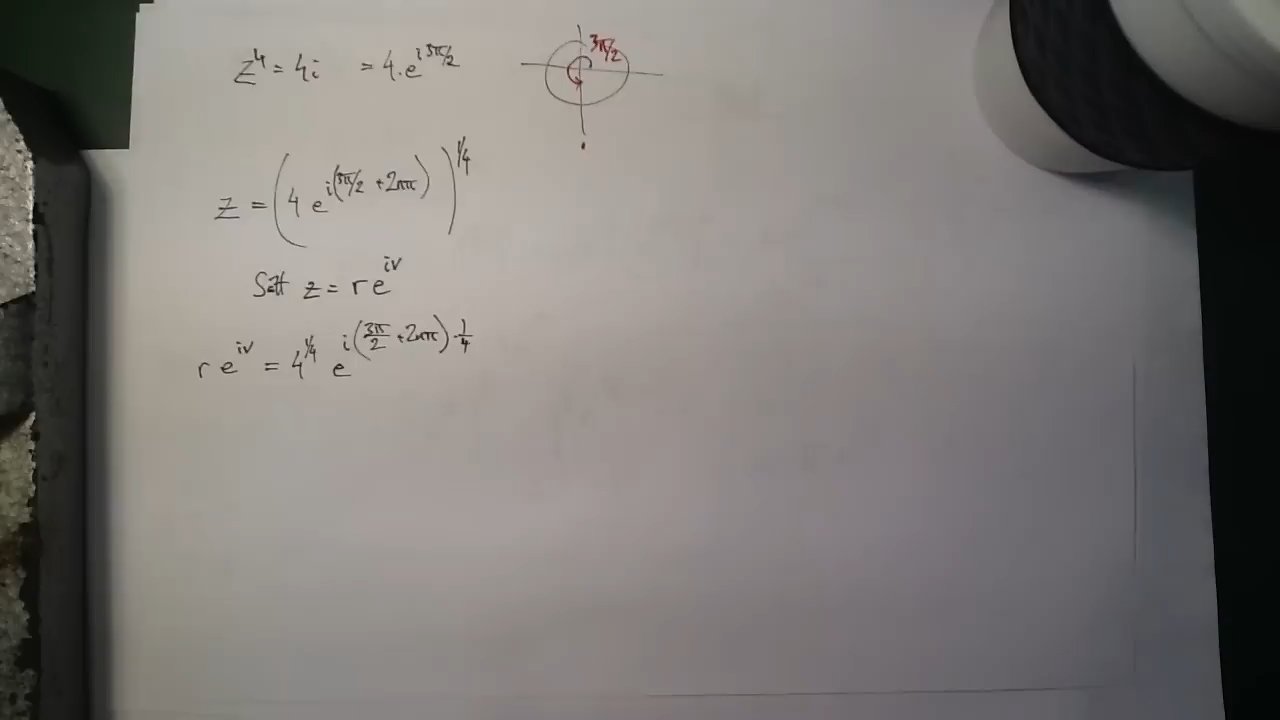 z⁴ = 4i = 4·e^{i3π/2}
3π/2
z = (4 e^{i(3π/2 + 2nπ)})^{1/4}
Sätt z = r e^{iv}
r e^{iv} = 4^{1/4} e^{i(3π/2 + 2nπ)·1/4}